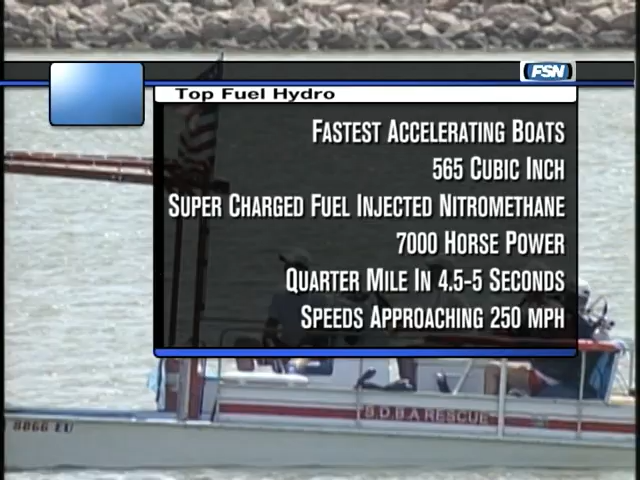 FSN
Top Fuel Hydro
FASTEST ACCELERATING BOATS
565 CUBIC INCH
SUPER CHARGED FUEL INJECTED NITROMETHANE
7000 HORSE POWER
QUARTER MILE IN 4.5-5 SECONDS
SPEEDS APPROACHING 250 MPH
S.D.B.A RESCUE
8866 EU